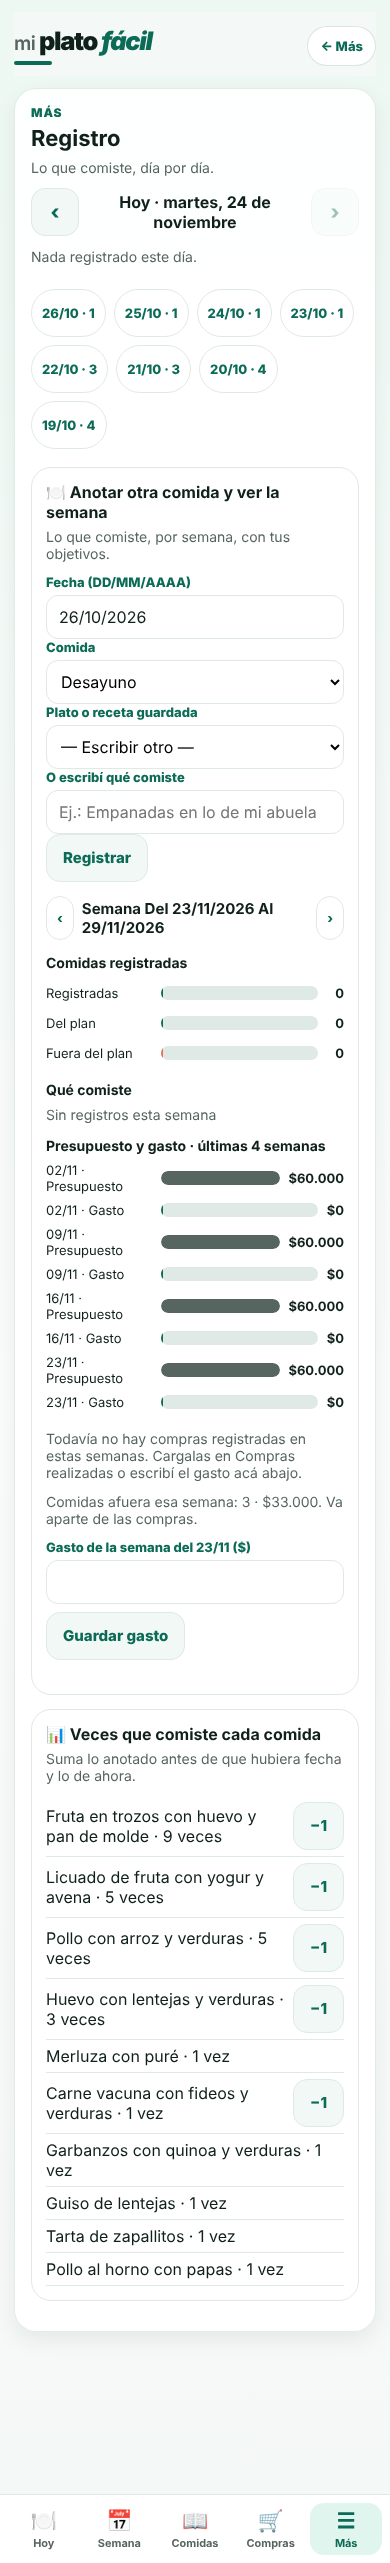 mi plato fácil
← Más
MÁS
Registro
Lo que comiste, día por día.
‹
Hoy · martes, 24 de
noviembre
›
Nada registrado este día.
26/10 · 1
25/10 · 1
24/10 · 1
23/10 · 1
22/10 · 3
21/10 · 3
20/10 · 4
19/10 · 4
🍽️ Anotar otra comida y ver la
semana
Lo que comiste, por semana, con tus
objetivos.
Fecha (DD/MM/AAAA)
26/10/2026
Comida
Desayuno
Plato o receta guardada
— Escribir otro —
O escribí qué comiste
Ej.: Empanadas en lo de mi abuela
Registrar
‹
Semana Del 23/11/2026 Al
29/11/2026
›
Comidas registradas
Registradas 0
Del plan 0
Fuera del plan 0
Qué comiste
Sin registros esta semana
Presupuesto y gasto · últimas 4 semanas
02/11 ·
Presupuesto $60.000
02/11 · Gasto $0
09/11 ·
Presupuesto $60.000
09/11 · Gasto $0
16/11 ·
Presupuesto $60.000
16/11 · Gasto $0
23/11 ·
Presupuesto $60.000
23/11 · Gasto $0
Todavía no hay compras registradas en
estas semanas. Cargalas en Compras
realizadas o escribí el gasto acá abajo.
Comidas afuera esa semana: 3 · $33.000. Va
aparte de las compras.
Gasto de la semana del 23/11 ($)
Guardar gasto
📊 Veces que comiste cada comida
Suma lo anotado antes de que hubiera fecha
y lo de ahora.
Fruta en trozos con huevo y
pan de molde · 9 veces
−1
Licuado de fruta con yogur y
avena · 5 veces
−1
Pollo con arroz y verduras · 5
veces
−1
Huevo con lentejas y verduras ·
3 veces
−1
Merluza con puré · 1 vez
Carne vacuna con fideos y
verduras · 1 vez
−1
Garbanzos con quinoa y verduras · 1
vez
Guiso de lentejas · 1 vez
Tarta de zapallitos · 1 vez
Pollo al horno con papas · 1 vez
Hoy
Semana
Comidas
Compras
Más